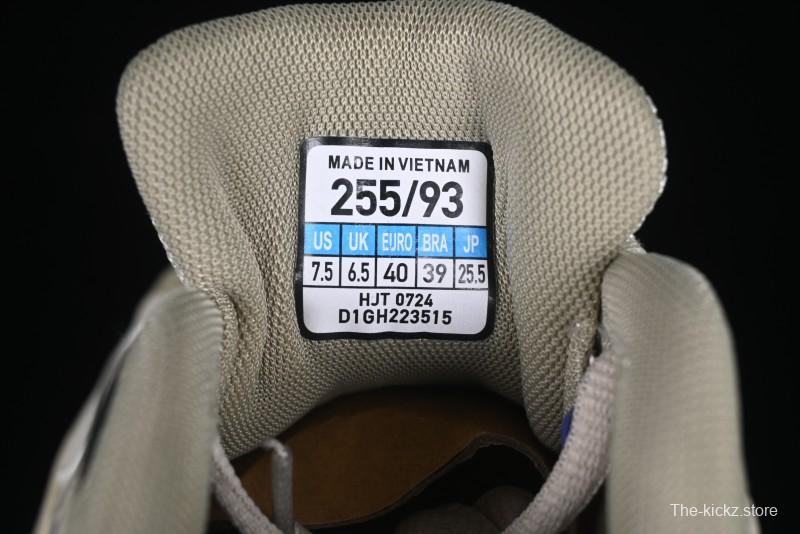 MADE IN VIETNAM
255/93
US UK EURO BRA JP
7.5 6.5 40 39 25.5
HJT 0724
D1GH223515
The-kickz.store